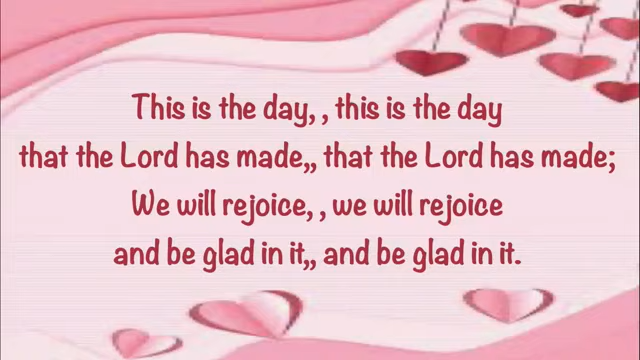 This is the day, , this is the day
that the Lord has made,, that the Lord has made;
We will rejoice, , we will rejoice
and be glad in it,, and be glad in it.